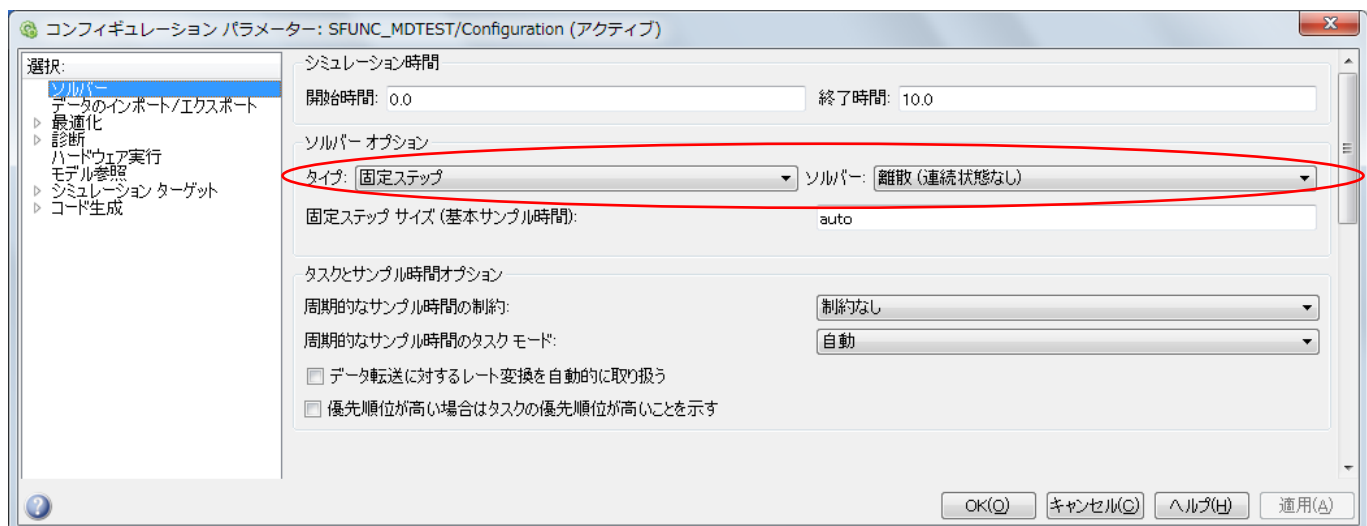 コンフィギュレーション パラメーター: SFUNC_MDTEST/Configuration (アクティブ)
選択:
ソルバー
データのインポート/エクスポート
最適化
診断
ハードウェア実行
モデル参照
シミュレーション ターゲット
コード生成
シミュレーション時間
開始時間: 0.0 終了時間: 10.0
ソルバー オプション
タイプ: 固定ステップ ソルバー: 離散 (連続状態なし)
固定ステップ サイズ (基本サンプル時間): auto
タスクとサンプル時間オプション
周期的なサンプル時間の制約: 制約なし
周期的なサンプル時間のタスク モード: 自動
データ転送に対するレート変換を自動的に取り扱う
優先順位が高い場合はタスクの優先順位が高いことを示す
OK(O) キャンセル(C) ヘルプ(H) 適用(A)